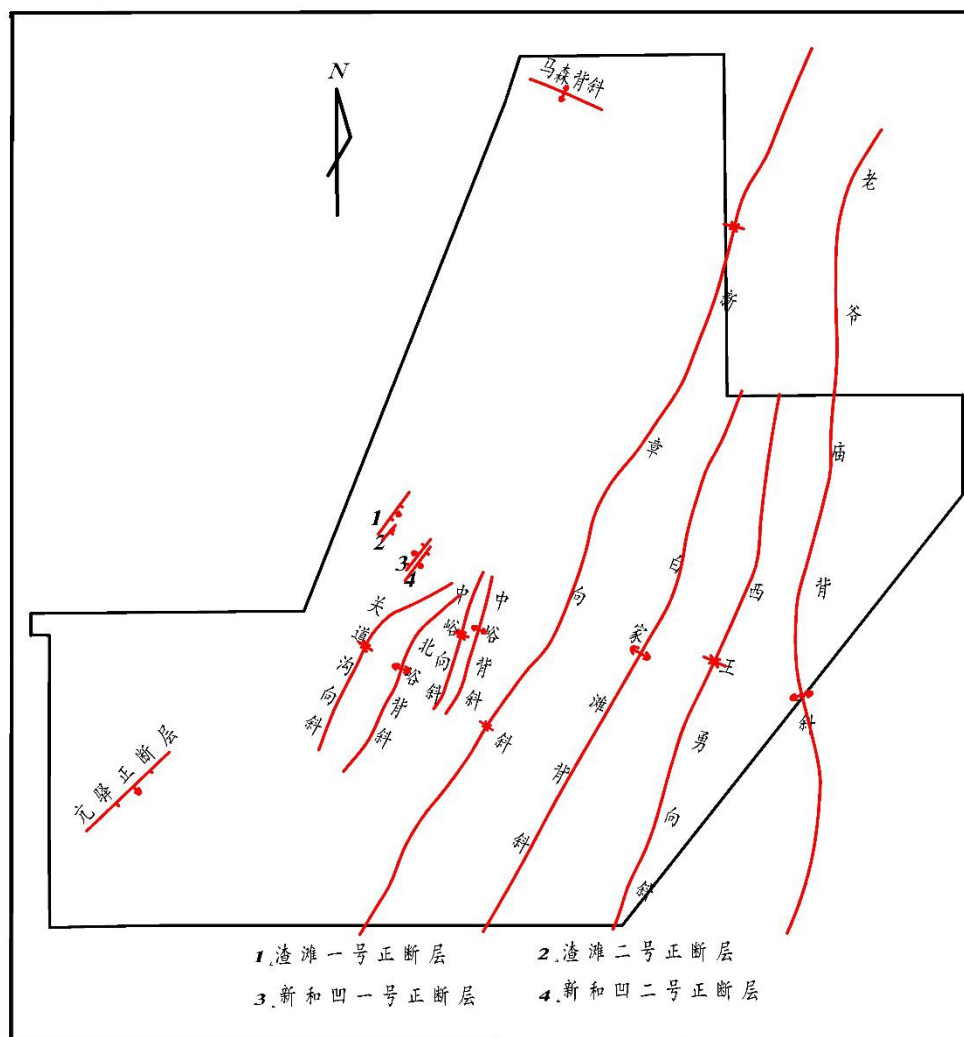 N
马森背斜
老爷庙背斜
新章向斜
白家滩背斜
西王勇向斜
1
2
3
4
关道沟向斜
北峪背斜
中峪向斜
中峪背斜
亢驿正断层
1.渣滩一号正断层
2.渣滩二号正断层
3.新和凹一号正断层
4.新和凹二号正断层